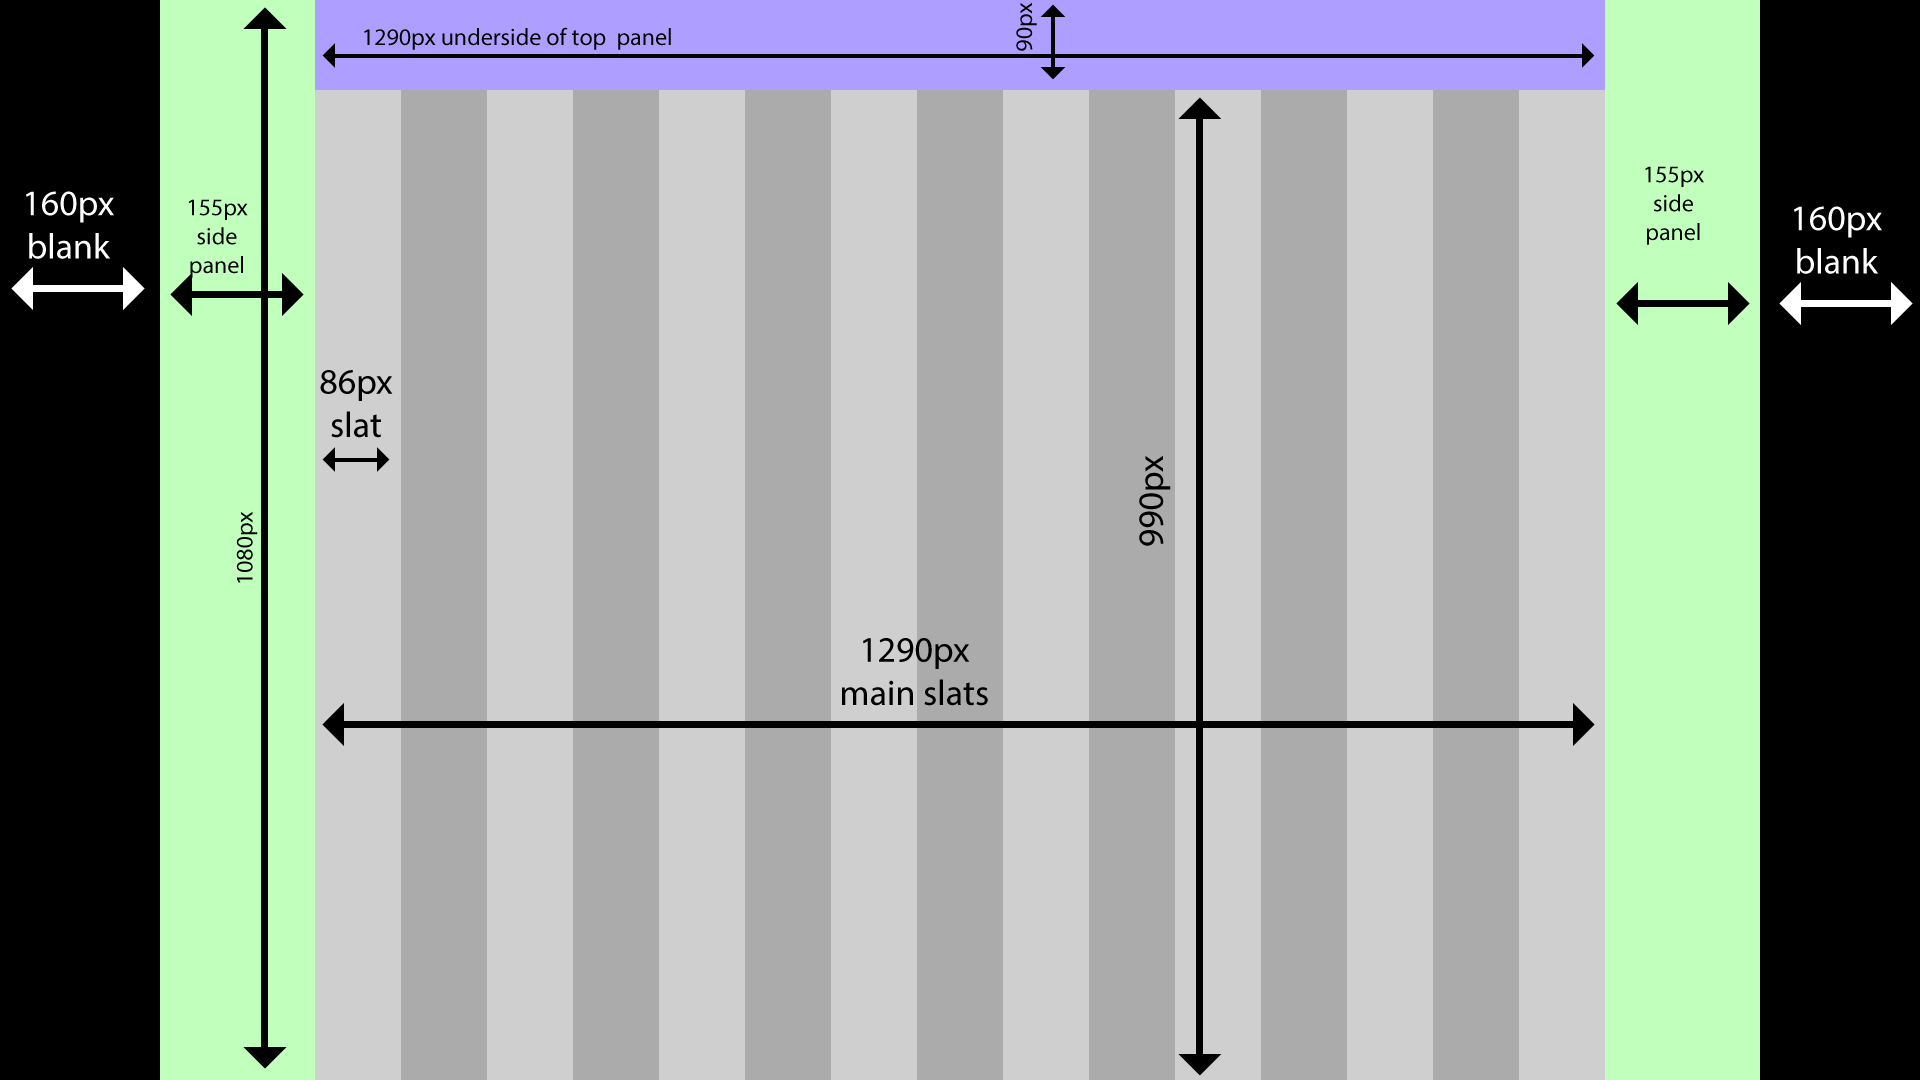 1290px underside of top  panel
90px
160px
blank
155px
side
panel
155px
side
panel
160px
blank
86px
slat
990px
1080px
1290px
main slats